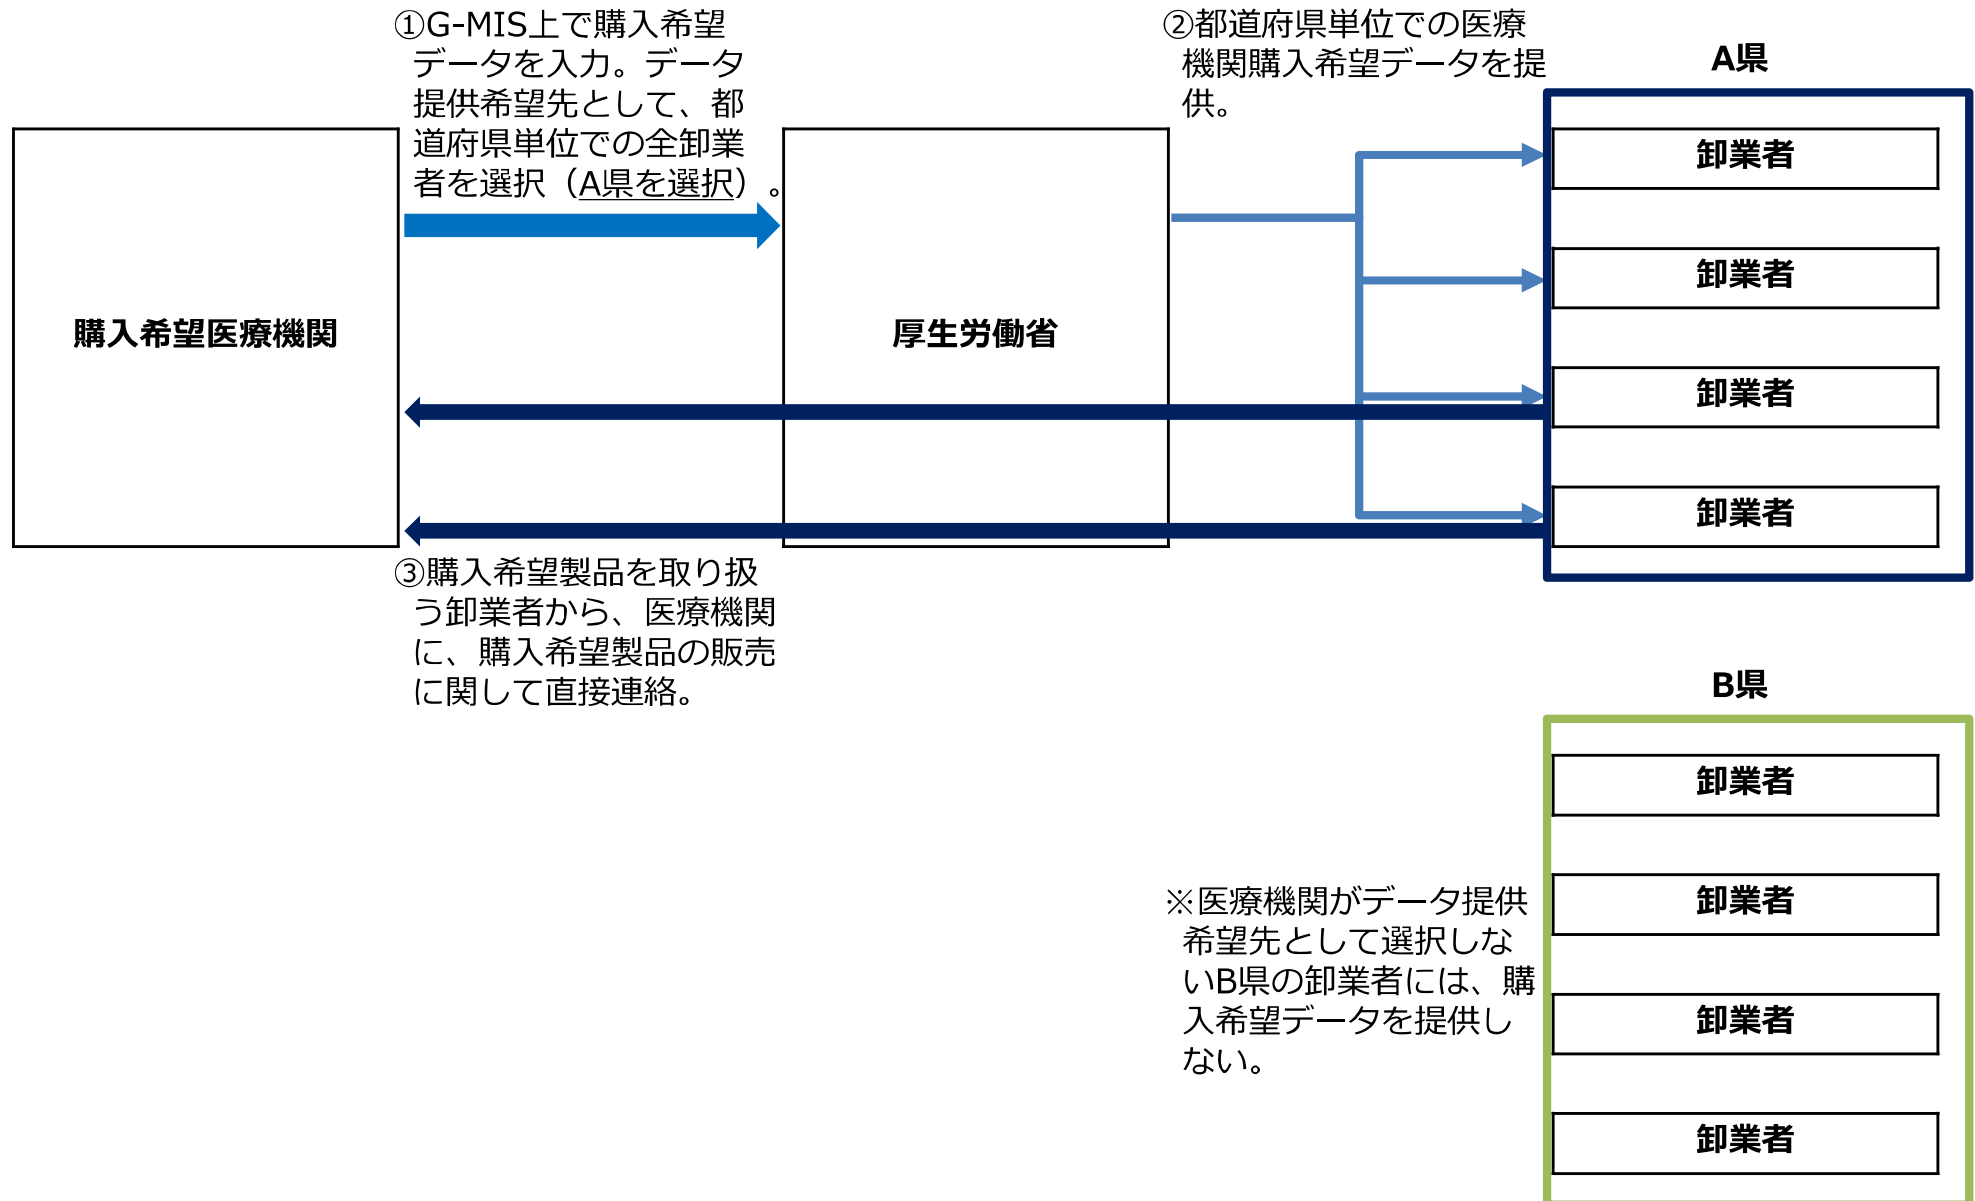 ①G-MIS上で購入希望
データを入力。データ
提供希望先として、都
道府県単位での全卸業
者を選択（A県を選択）。
②都道府県単位での医療
機関購入希望データを提
供。
A県
購入希望医療機関
厚生労働省
卸業者
卸業者
卸業者
卸業者
③購入希望製品を取り扱
う卸業者から、医療機関
に、購入希望製品の販売
に関して直接連絡。
B県
卸業者
卸業者
卸業者
卸業者
※医療機関がデータ提供
希望先として選択しな
いB県の卸業者には、購
入希望データを提供し
ない。